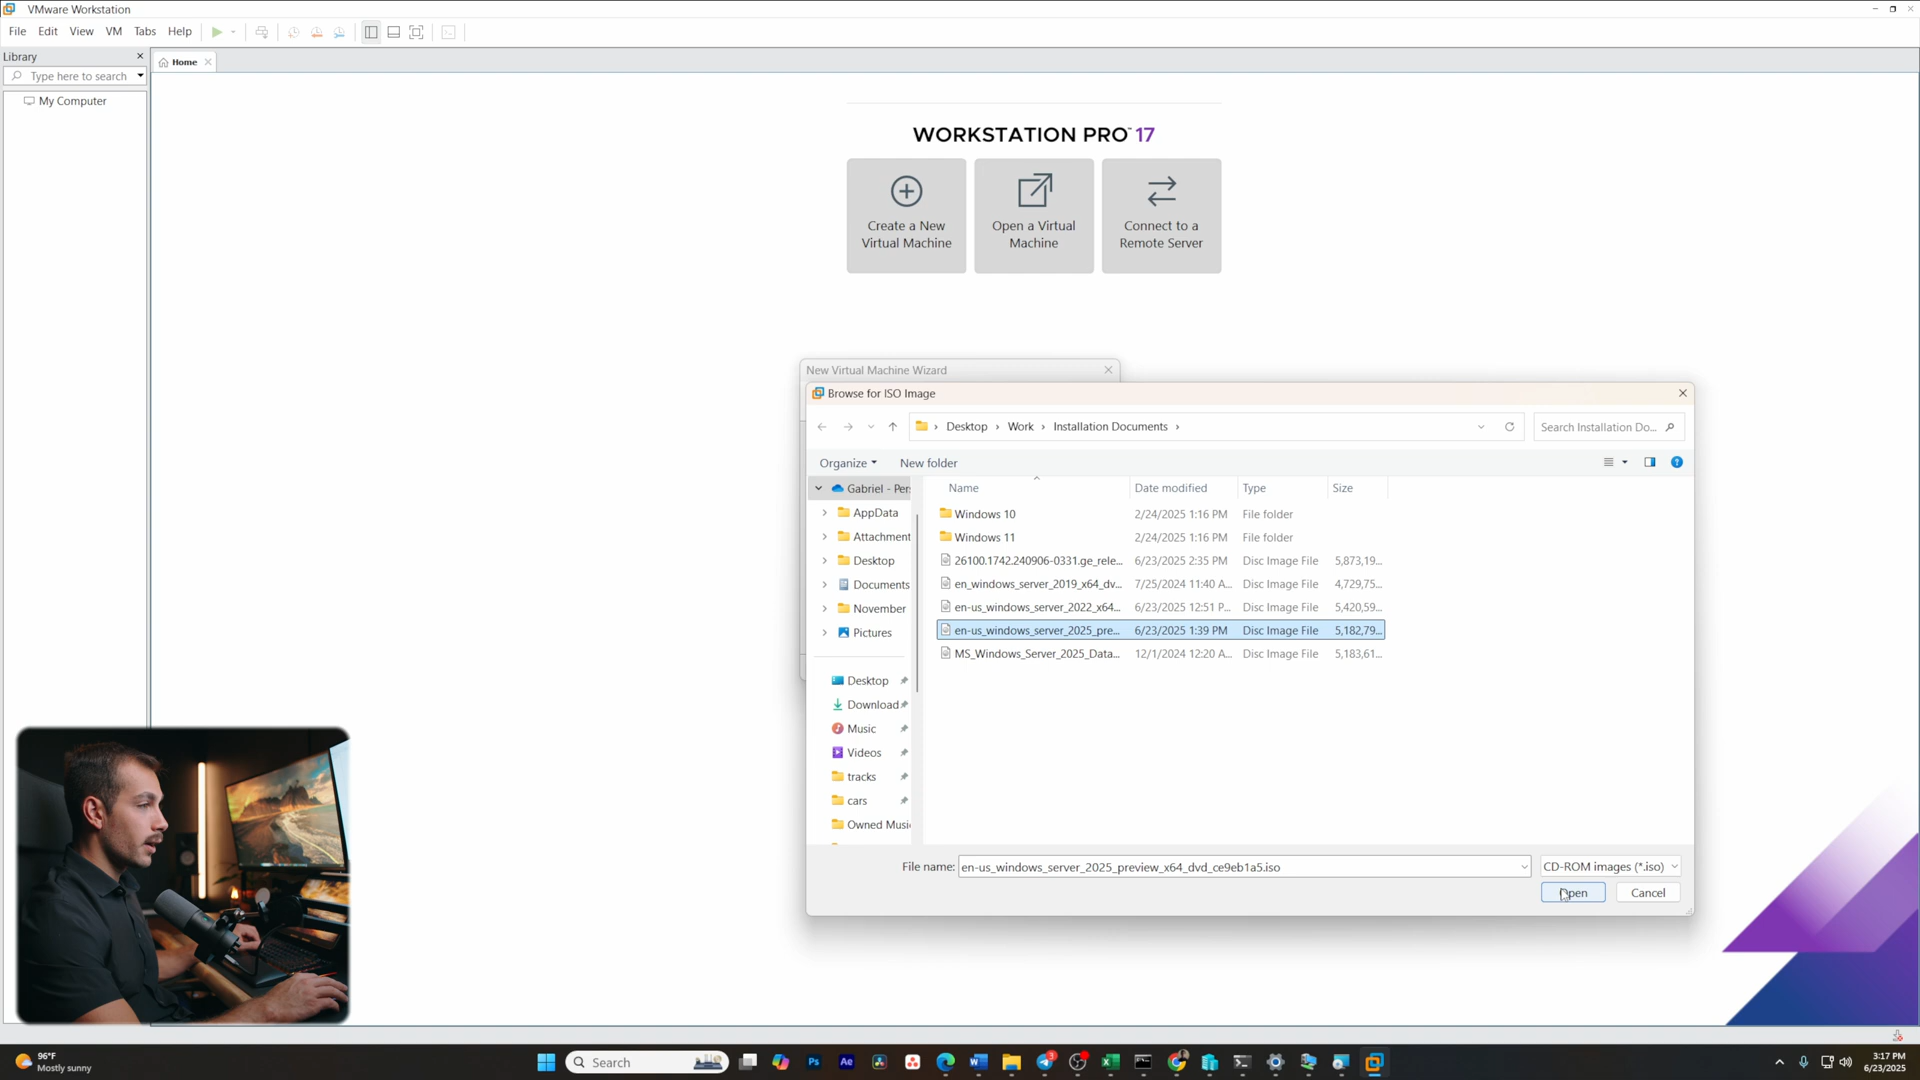 VMware Workstation
File Edit View VM Tabs Help
Library
Home
Type here to search
My Computer
WORKSTATION PRO™ 17
Create a New
Virtual Machine
Open a Virtual
Machine
Connect to a
Remote Server
New Virtual Machine Wizard
Browse for ISO Image
Desktop > Work > Installation Documents >
Search Installation Do...
Organize New folder
Name Date modified Type Size
Gabriel - Pers
AppData
Attachment
Desktop
Documents
November
Pictures
Desktop
Download
Music
Videos
tracks
cars
Owned Musi
Windows 10 2/24/2025 1:16 PM File folder
Windows 11 2/24/2025 1:16 PM File folder
26100.1742.240906-0331.ge_rele... 6/23/2025 2:35 PM Disc Image File 5,873,19...
en_windows_server_2019_x64_dv... 7/25/2024 11:40 A... Disc Image File 4,729,75...
en-us_windows_server_2022_x64... 6/23/2025 12:51 P... Disc Image File 5,420,59...
en-us_windows_server_2025_pre... 6/23/2025 1:39 PM Disc Image File 5,182,79...
MS_Windows_Server_2025_Data... 12/1/2024 12:20 A... Disc Image File 5,183,61...
File name: en-us_windows_server_2025_preview_x64_dvd_ce9eb1a5.iso
CD-ROM images (*.iso)
Open Cancel
96°F
Mostly sunny
Search
3:17 PM
6/23/2025